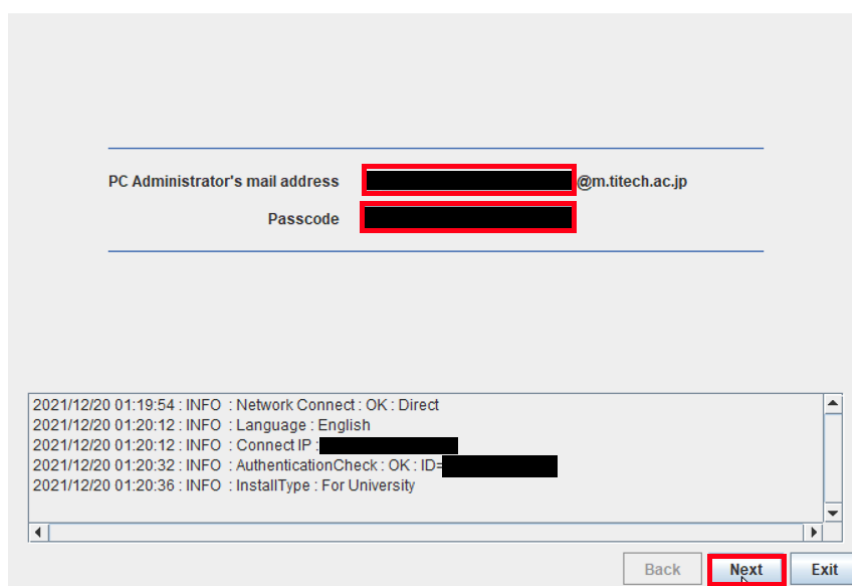 PC Administrator's mail address @m.titech.ac.jp
Passcode
2021/12/20 01:19:54 : INFO : Network Connect : OK : Direct
2021/12/20 01:20:12 : INFO : Language : English
2021/12/20 01:20:12 : INFO : Connect IP :
2021/12/20 01:20:32 : INFO : AuthenticationCheck : OK : ID=
2021/12/20 01:20:36 : INFO : InstallType : For University
Back Next Exit